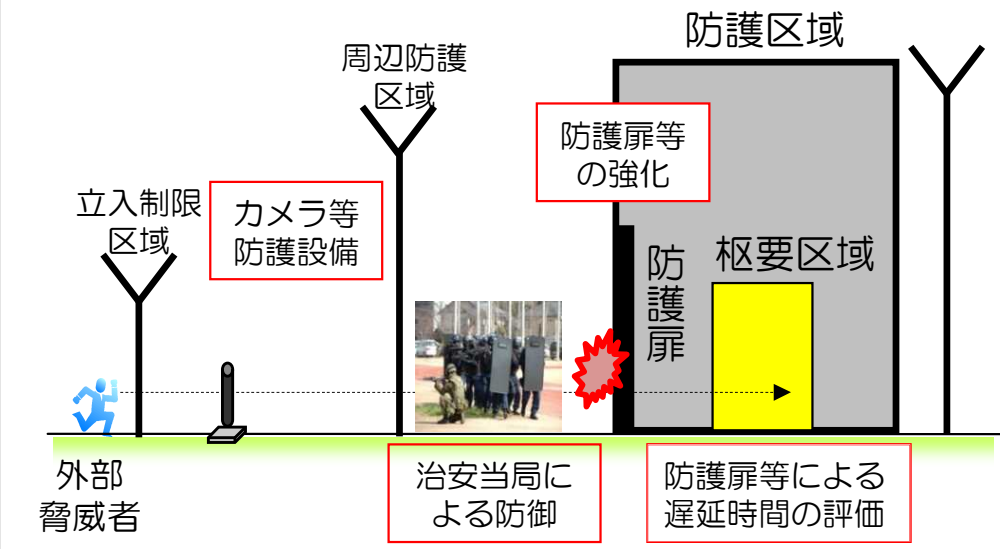 防護区域
周辺防護
区域
防護扉等
の強化
立入制限
区域
カメラ等
防護設備
防護扉
枢要区域
外部
脅威者
治安当局に
よる防御
防護扉等による
遅延時間の評価